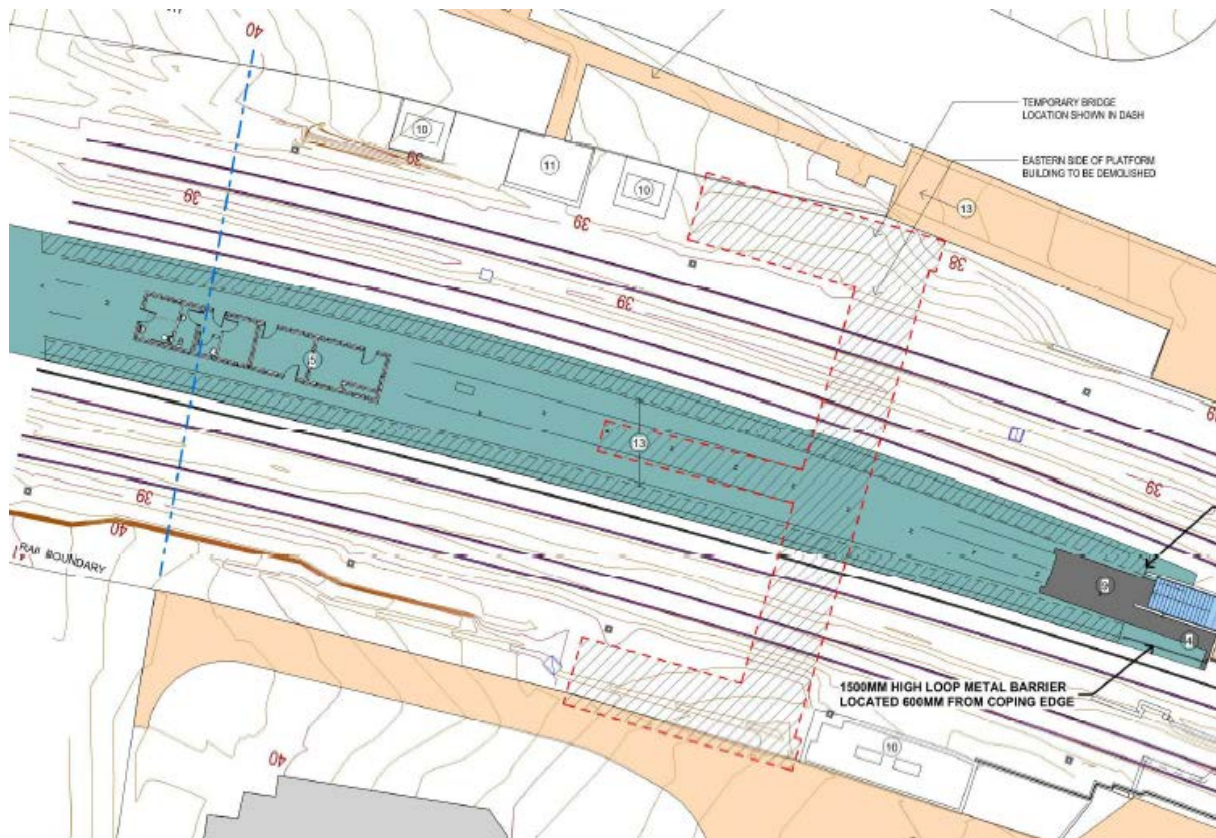 40
10
39
11
10
TEMPORARY BRIDGE
LOCATION SHOWN IN DASH
EASTERN SIDE OF PLATFORM
BUILDING TO BE DEMOLISHED
13
39
39
38
39
13
39
39
40
RAIL BOUNDARY
4
1500MM HIGH LOOP METAL BARRIER
LOCATED 600MM FROM COPING EDGE
10
40